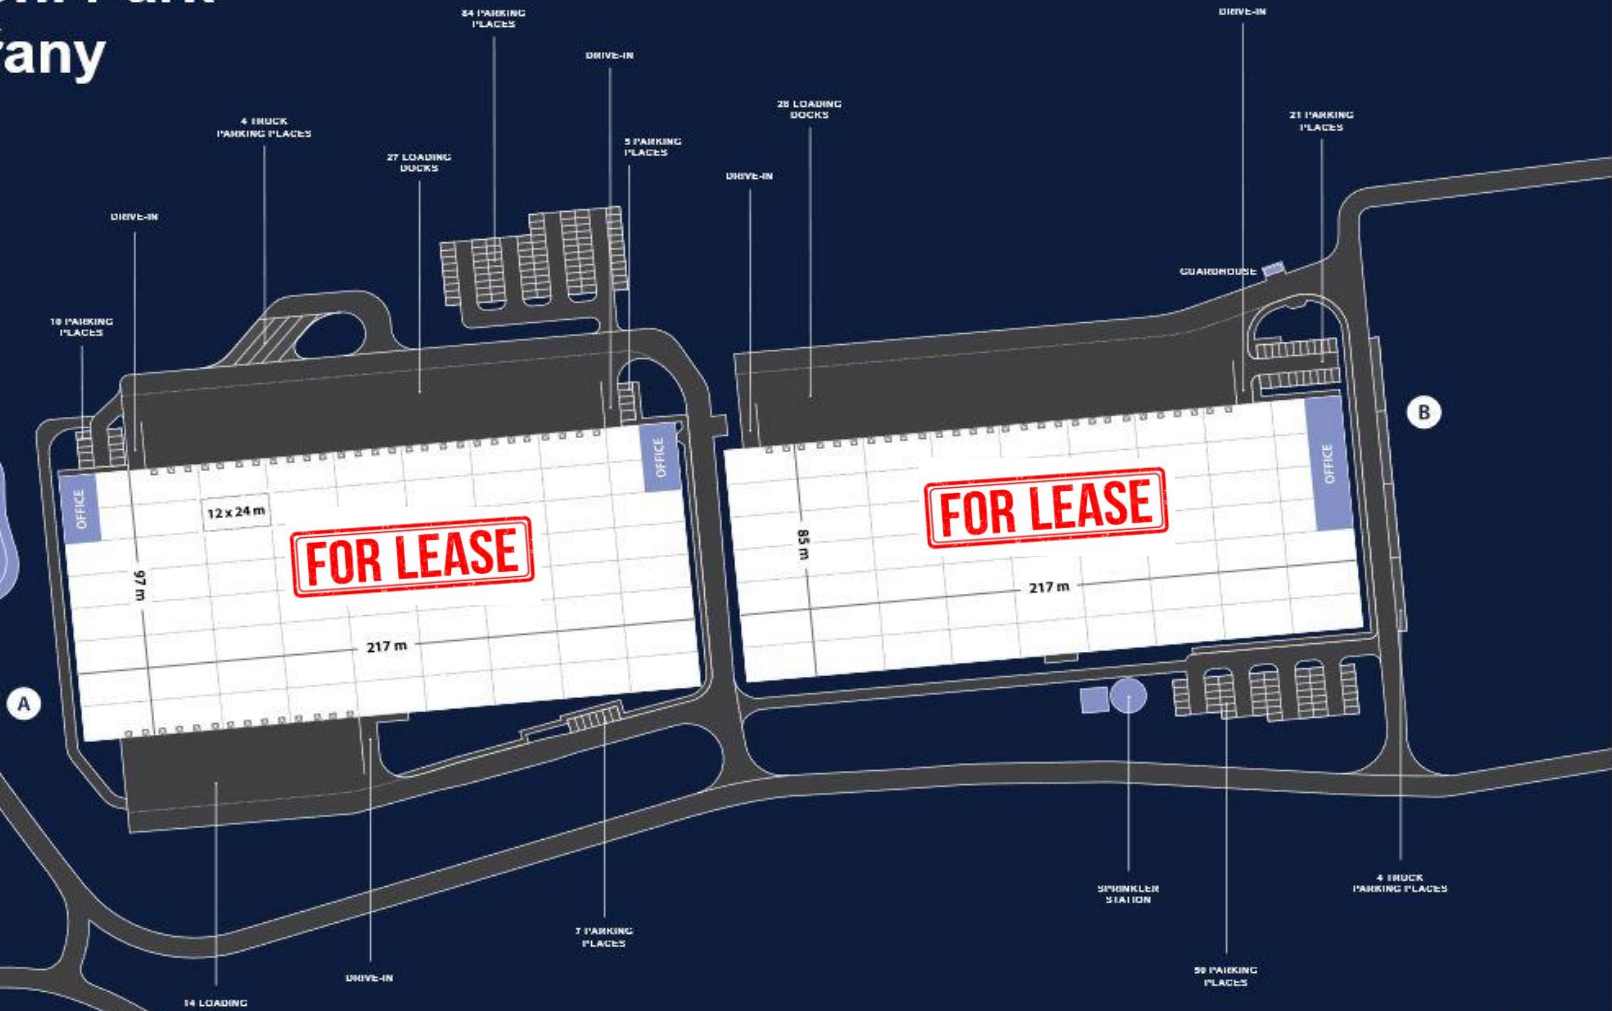 any
84 PARKING
PLACES
DRIVE-IN
DRIVE-IN
4 TRUCK
PARKING PLACES
27 LOADING
DOCKS
5 PARKING
PLACES
28 LOADING
DOCKS
DRIVE-IN
21 PARKING
PLACES
DRIVE-IN
GUARDHOUSE
PARKING
PLACES
B
OFFICE
OFFICE
OFFICE
12 x 24 m
FOR LEASE
FOR LEASE
97 m
85 m
217 m
217 m
A
SPRINKLER
STATION
4 TRUCK
PARKING PLACES
7 PARKING
PLACES
PARKING
PLACES
DRIVE-IN
14 LOADING